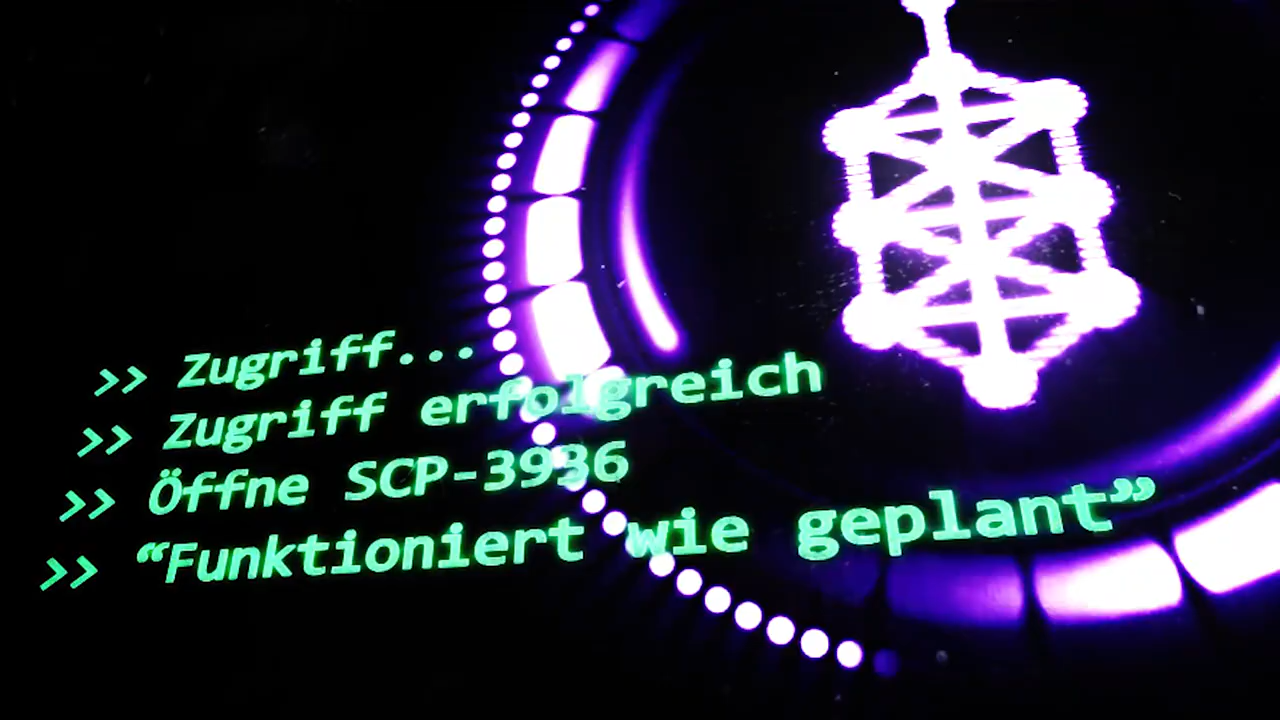 >> Zugriff...
>> Zugriff erfolgreich
>> Öffne SCP-3936
>> “Funktioniert wie geplant”